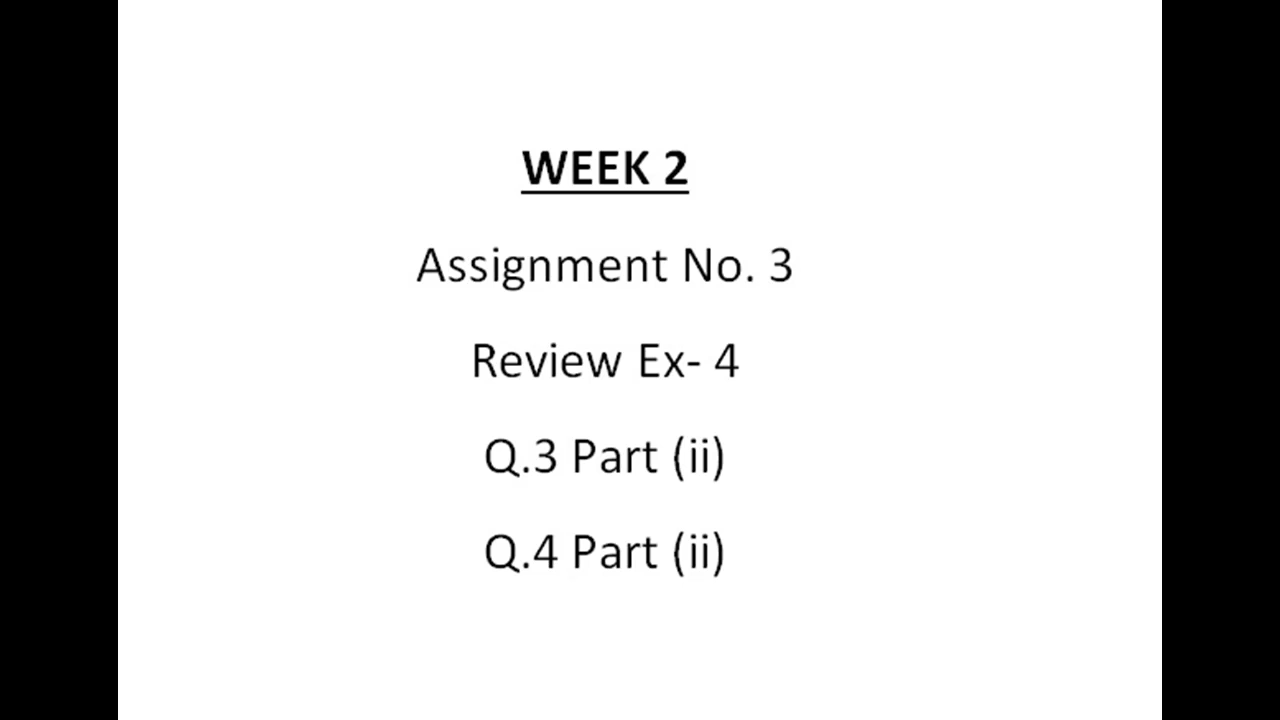 WEEK 2
Assignment No. 3
Review Ex- 4
Q.3 Part (ii)
Q.4 Part (ii)